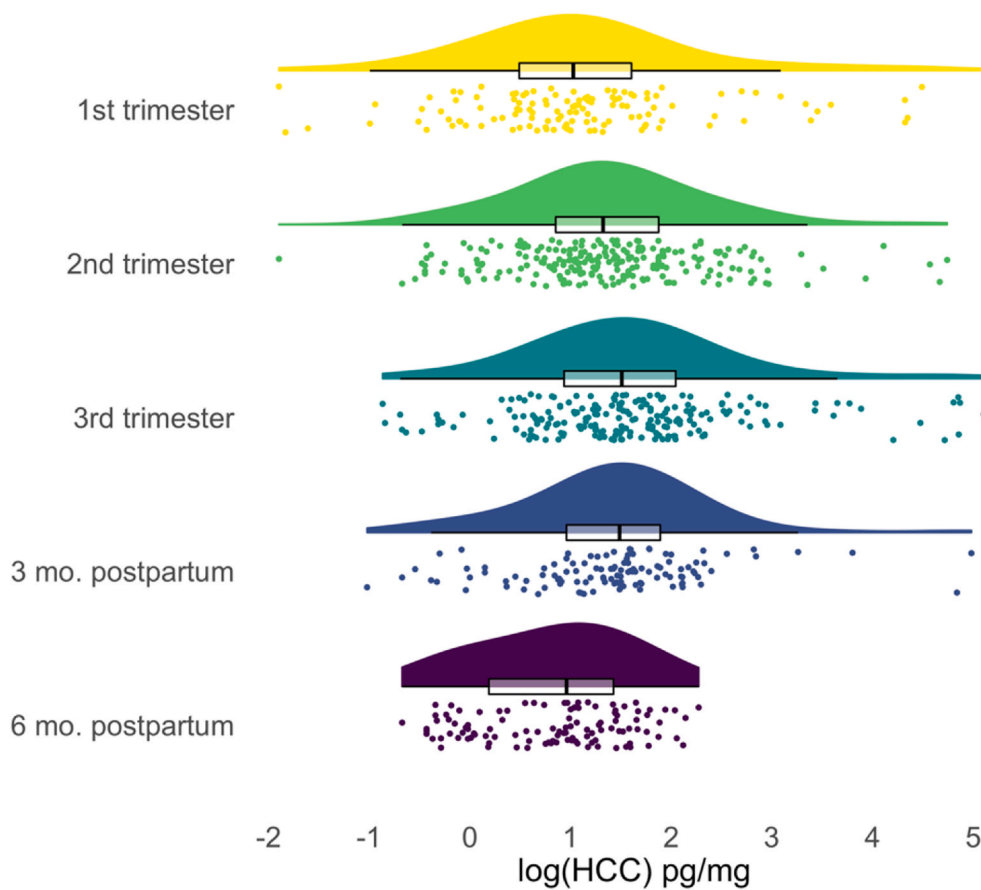 1st trimester
2nd trimester
3rd trimester
3 mo. postpartum
6 mo. postpartum
-2 -1 0 1 2 3 4 5
log(HCC) pg/mg